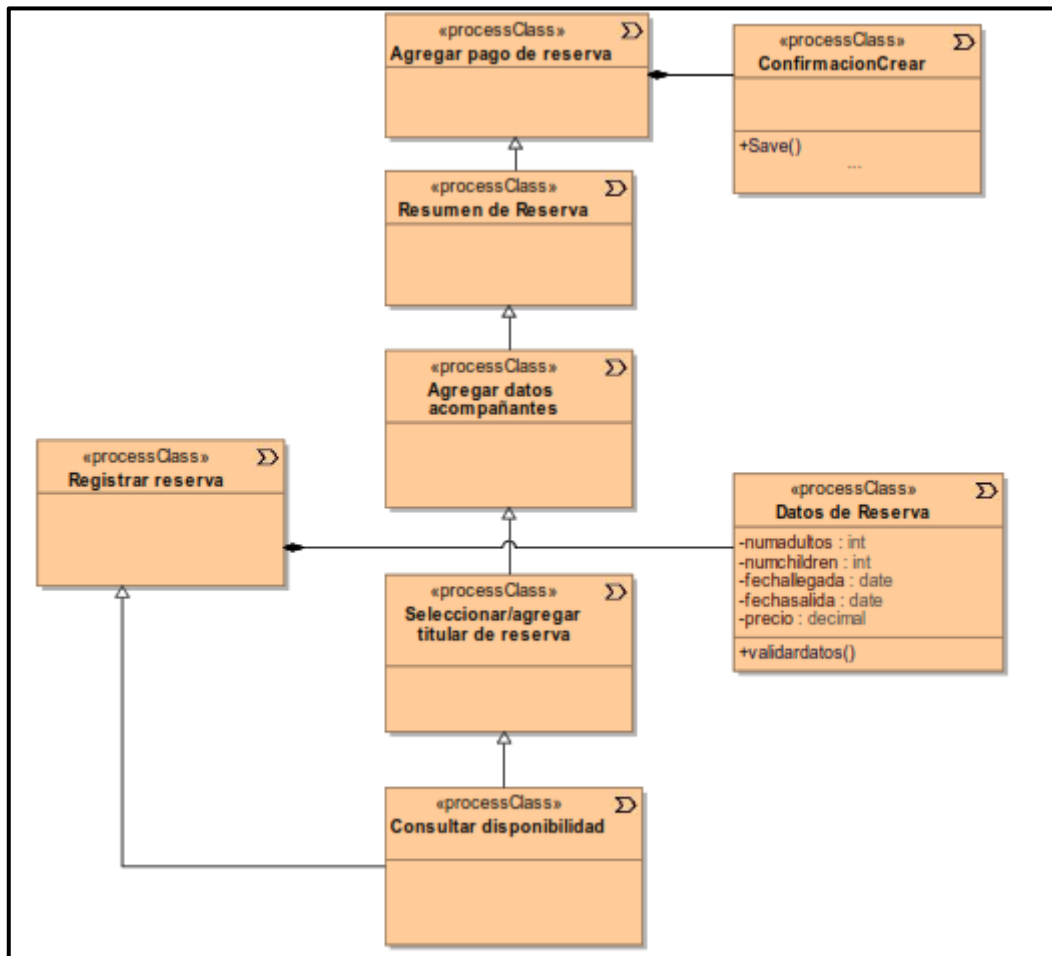 «processClass»
Agregar pago de reserva
«processClass»
ConfirmacionCrear
+Save()
...
«processClass»
Resumen de Reserva
«processClass»
Agregar datos
acompañantes
«processClass»
Registrar reserva
«processClass»
Datos de Reserva
-numadultos : int
-numchildren : int
-fechallegada : date
-fechasalida : date
-precio : decimal
+validardatos()
«processClass»
Seleccionar/agregar
titular de reserva
«processClass»
Consultar disponibilidad